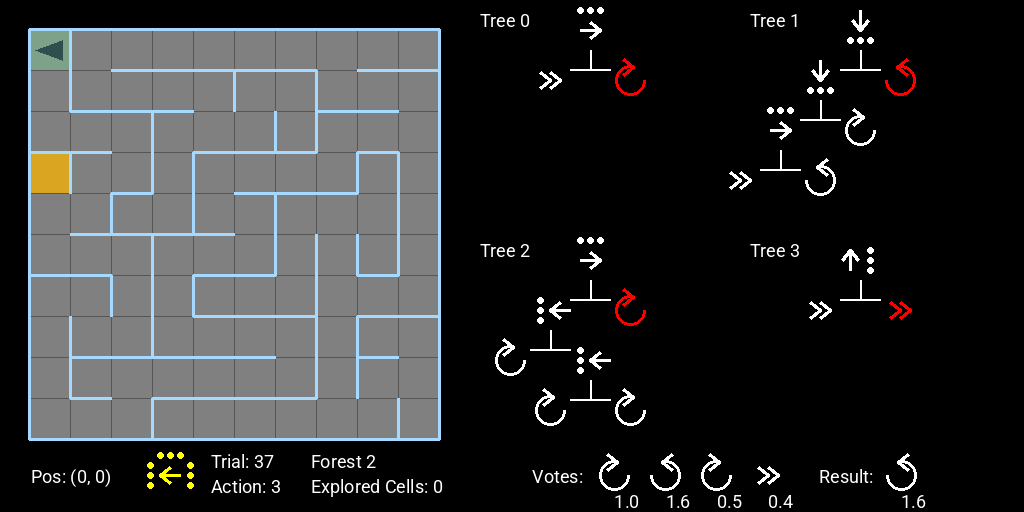 Tree 0
Tree 1
Tree 2
Tree 3
Pos: (0, 0)
Trial: 37
Forest 2
Action: 3
Explored Cells: 0
Votes:
1.0
1.6
0.5
0.4
Result:
1.6